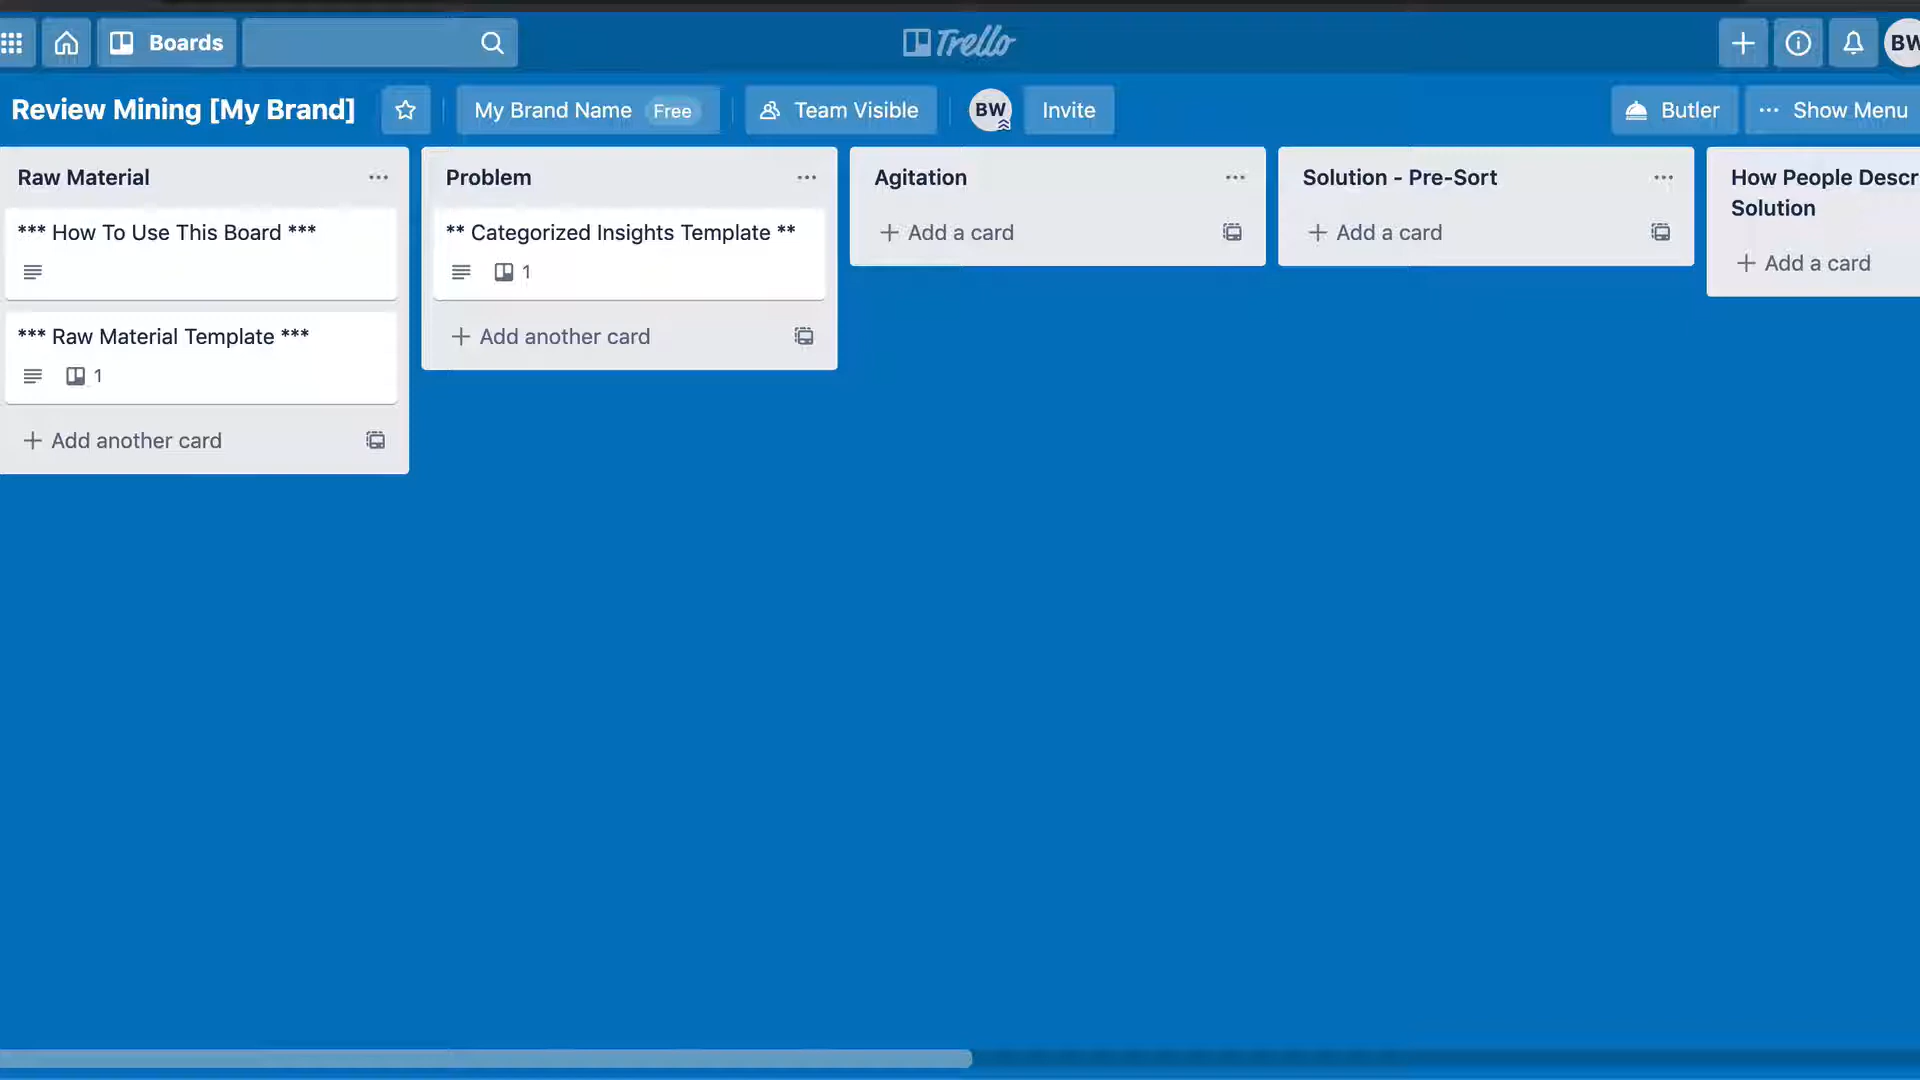 Boards
Trello
BW
Review Mining [My Brand]
My Brand Name Free
Team Visible
BW
Invite
Butler
Show Menu
Raw Material
*** How To Use This Board ***
*** Raw Material Template ***
1
+ Add another card
Problem
** Categorized Insights Template **
1
+ Add another card
Agitation
+ Add a card
Solution - Pre-Sort
+ Add a card
How People Descr
Solution
+ Add a card